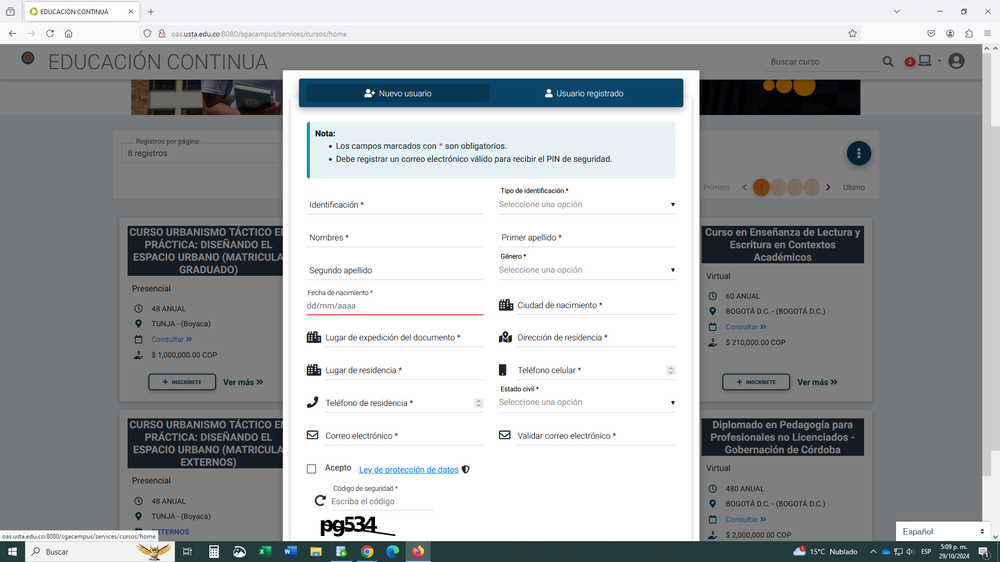 EDUCACIÓN CONTINUA
oas.usta.edu.co:8080/sgacampus/services/cursos/home
EDUCACIÓN CONTINUA
Buscar curso
2
Nuevo usuario
Usuario registrado
Nota:
Los campos marcados con * son obligatorios.
Debe registrar un correo electrónico válido para recibir el PIN de seguridad.
Registros por página:
8 registros
Primero
1
2
3
4
Último
Identificación *
Tipo de identificación *
Seleccione una opción
Nombres *
Primer apellido *
Segundo apellido
Género *
Seleccione una opción
Fecha de nacimiento *
dd/mm/aaaa
Ciudad de nacimiento *
Lugar de expedición del documento *
Dirección de residencia *
Lugar de residencia *
Teléfono celular *
Teléfono de residencia *
Estado civil *
Seleccione una opción
Correo electrónico *
Validar correo electrónico *
Acepto
Ley de protección de datos
Código de seguridad *
Escriba el código
pg534
CURSO URBANISMO TÁCTICO EN
PRÁCTICA: DISEÑANDO EL
ESPACIO URBANO (MATRICULA
GRADUADO)
Presencial
48 ANUAL
TUNJA - (Boyaca)
Consultar »
$ 1,000,000.00 COP
+ INSCRÍBETE
Ver más »
Curso en Enseñanza de Lectura y
Escritura en Contextos
Académicos
Virtual
60 ANUAL
BOGOTÁ D.C. - (BOGOTÁ D.C.)
Consultar »
$ 210,000.00 COP
+ INSCRÍBETE
Ver más »
CURSO URBANISMO TÁCTICO EN
PRÁCTICA: DISEÑANDO EL
ESPACIO URBANO (MATRICULA
EXTERNOS)
Presencial
48 ANUAL
TUNJA - (Boyaca)
EXTERNOS
Diplomado en Pedagogía para
Profesionales no Licenciados -
Gobernación de Córdoba
Virtual
480 ANUAL
BOGOTÁ D.C. - (BOGOTÁ D.C.)
Consultar »
$ 2,000,000.00 COP
oas.usta.edu.co:8080/sgacampus/services/cursos/home
Español
Buscar
1
15°C Nublado
ESP
5:09 p. m.
29/10/2024
1